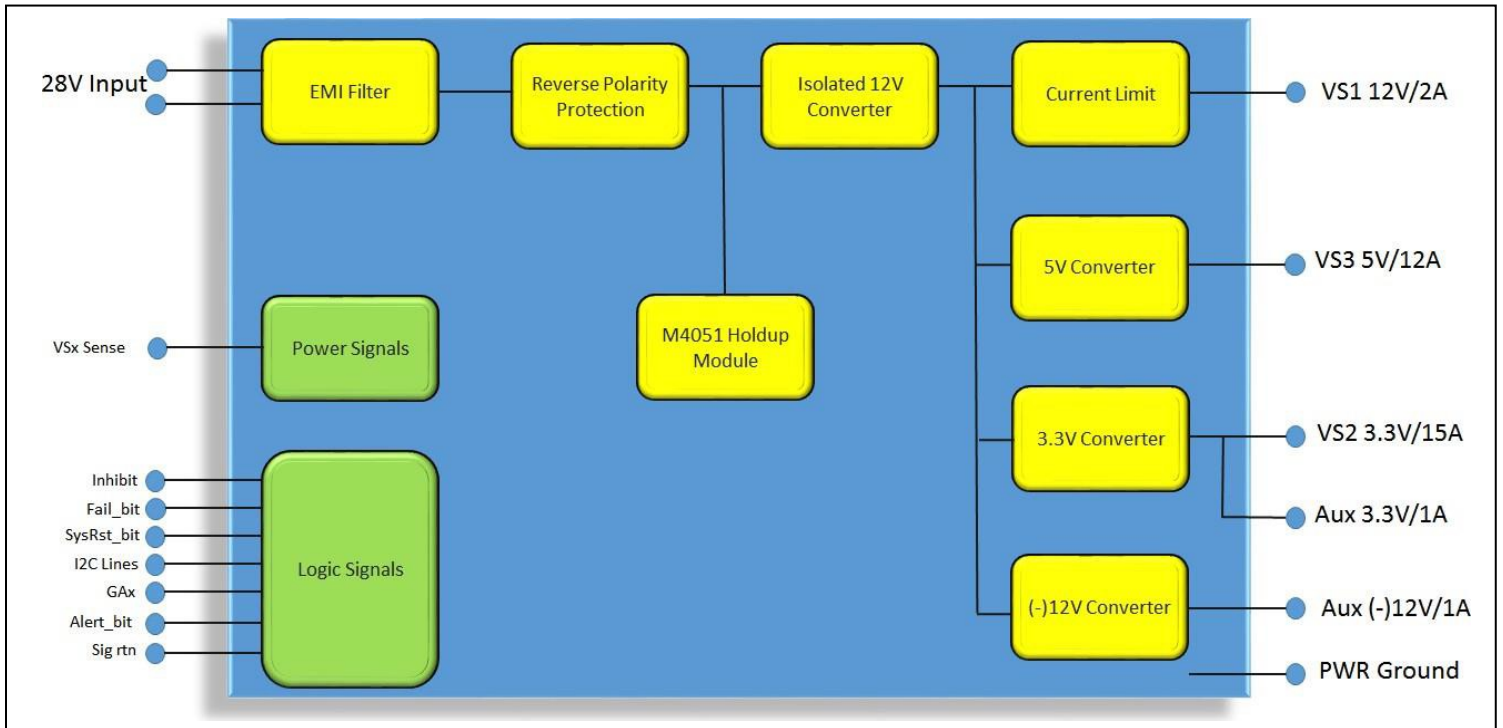 28V Input
EMI Filter
Reverse Polarity
Protection
Isolated 12V
Converter
Current Limit
VS1 12V/2A
5V Converter
VS3 5V/12A
VSx Sense
Power Signals
M4051 Holdup
Module
3.3V Converter
VS2 3.3V/15A
Aux 3.3V/1A
Inhibit
Fail_bit
SysRst_bit
I2C Lines
GAx
Alert_bit
Sig rtn
Logic Signals
(-)12V Converter
Aux (-)12V/1A
PWR Ground